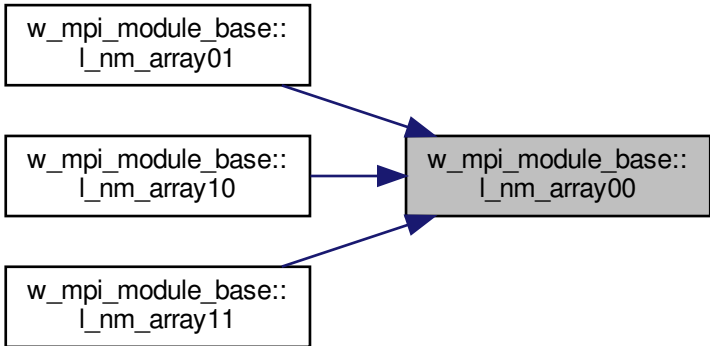 w_mpi_module_base::
l_nm_array01
w_mpi_module_base::
l_nm_array10
w_mpi_module_base::
l_nm_array00
w_mpi_module_base::
l_nm_array11